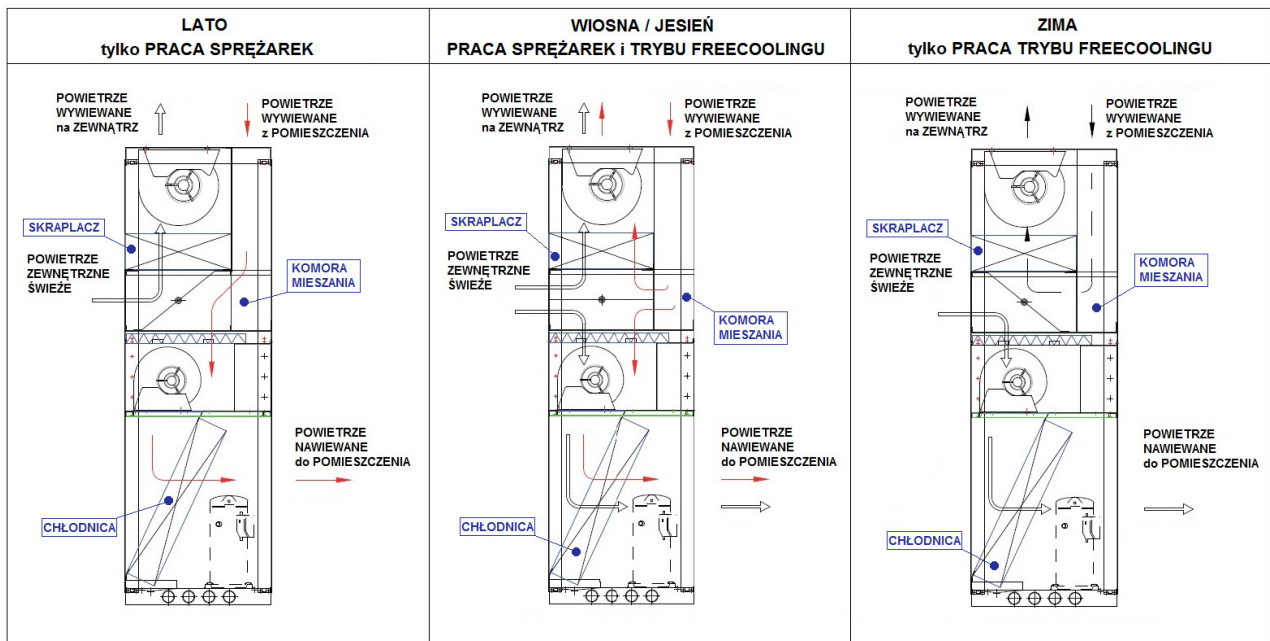 LATO
tylko PRACA SPRĘŻAREK
POWIETRZE
WYWIEWANE
na ZEWNĄTRZ
POWIETRZE
WYWIEWANE
z POMIESZCZENIA
SKRAPLACZ
POWIETRZE
ZEWNĘTRZNE
ŚWIEŻE
KOMORA
MIESZANIA
POWIETRZE
NAWIEWANE
do POMIESZCZENIA
CHŁODNICA
WIOSNA / JESIEŃ
PRACA SPRĘŻAREK i TRYBU FREECOOLINGU
POWIETRZE
WYWIEWANE
na ZEWNĄTRZ
POWIETRZE
WYWIEWANE
z POMIESZCZENIA
SKRAPLACZ
POWIETRZE
ZEWNĘTRZNE
ŚWIEŻE
KOMORA
MIESZANIA
POWIETRZE
NAWIEWANE
do POMIESZCZENIA
CHŁODNICA
ZIMA
tylko PRACA TRYBU FREECOOLINGU
POWIETRZE
WYWIEWANE
na ZEWNĄTRZ
POWIETRZE
WYWIEWANE
z POMIESZCZENIA
SKRAPLACZ
POWIETRZE
ZEWNĘTRZNE
ŚWIEŻE
KOMORA
MIESZANIA
POWIETRZE
NAWIEWANE
do POMIESZCZENIA
CHŁODNICA